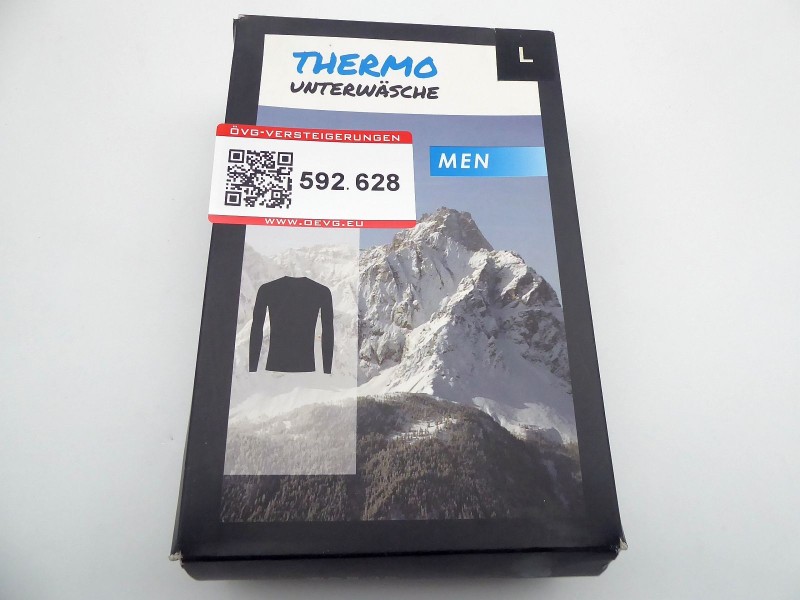 L
THERMO
UNTERWÄSCHE
ÖVG-VERSTEIGERUNGEN
592.628
WWW.OEVG.EU
MEN